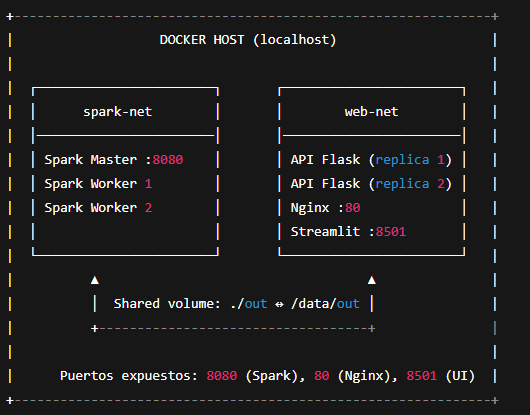 DOCKER HOST (localhost)
spark-net
Spark Master :8080
Spark Worker 1
Spark Worker 2
web-net
API Flask (replica 1)
API Flask (replica 2)
Nginx :80
Streamlit :8501
Shared volume: ./out ↔ /data/out
Puertos expuestos: 8080 (Spark), 80 (Nginx), 8501 (UI)